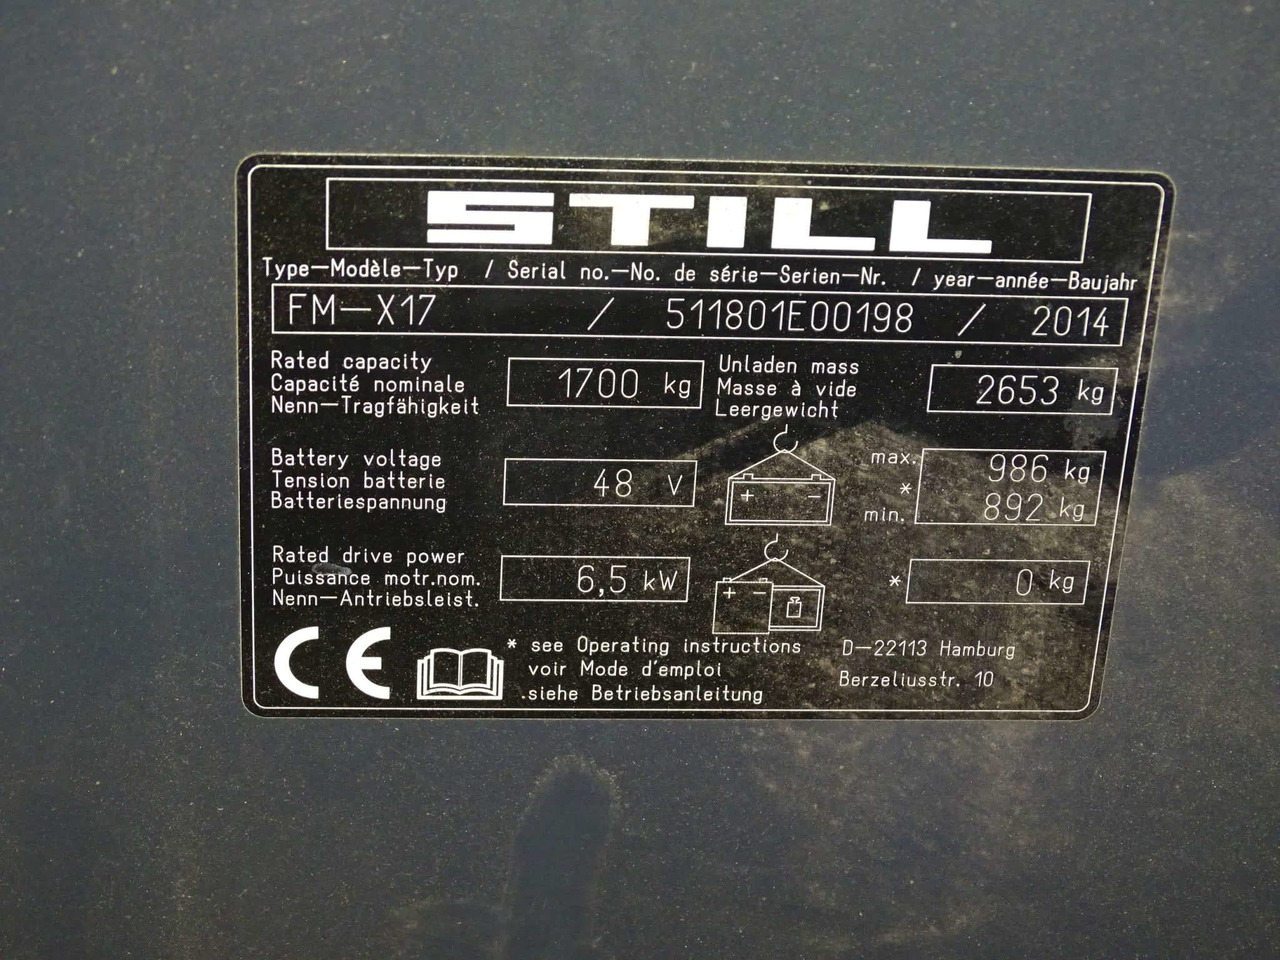 STILL
Type—Modèle—Typ / Serial no.—No. de série—Serien—Nr. / year—année—Baujahr
FM—X17 / 511801E00198 / 2014
Rated capacity
Capacité nominale
Nenn—Tragfähigkeit
1700 kg
Unladen mass
Masse à vide
Leergewicht
2653 kg
Battery voltage
Tension batterie
Batteriespannung
48 V
+ −
max. 986 kg
*
min. 892 kg
Rated drive power
Puissance motr.nom.
Nenn—Antriebsleist.
6,5 kW
+ −
* 0 kg
CE
* see Operating instructions
voir Mode d'emploi
siehe Betriebsanleitung
D—22113 Hamburg
Berzeliusstr. 10